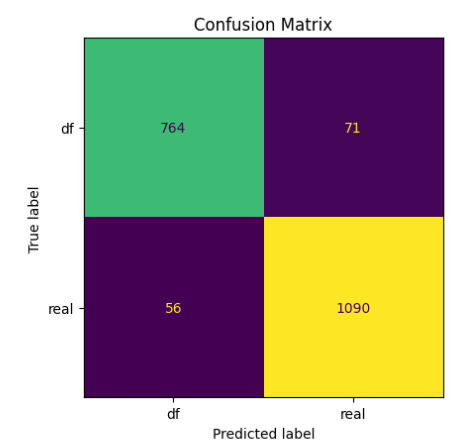 Confusion Matrix
df
764
71
True label
real
56
1090
df
real
Predicted label